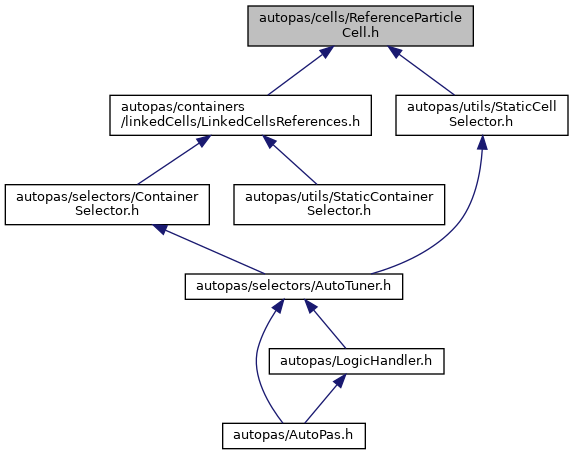 autopas/cells/ReferenceParticle
Cell.h
autopas/containers
/linkedCells/LinkedCellsReferences.h
autopas/utils/StaticCell
Selector.h
autopas/selectors/Container
Selector.h
autopas/utils/StaticContainer
Selector.h
autopas/selectors/AutoTuner.h
autopas/LogicHandler.h
autopas/AutoPas.h